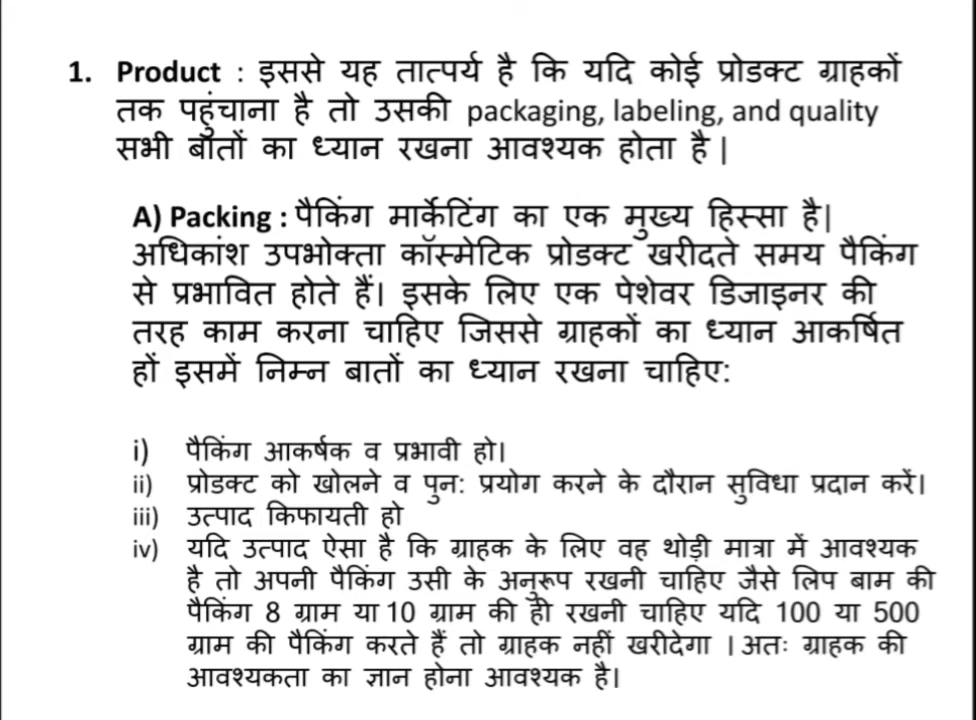 1. Product : इससे यह तात्पर्य है कि यदि कोई प्रोडक्ट ग्राहकों
तक पहुंचाना है तो उसकी packaging, labeling, and quality
सभी बातों का ध्यान रखना आवश्यक होता है |
A) Packing : पैकिंग मार्केटिंग का एक मुख्य हिस्सा है|
अधिकांश उपभोक्ता कॉस्मेटिक प्रोडक्ट खरीदते समय पैकिंग
से प्रभावित होते हैं। इसके लिए एक पेशेवर डिजाइनर की
तरह काम करना चाहिए जिससे ग्राहकों का ध्यान आकर्षित
हों इसमें निम्न बातों का ध्यान रखना चाहिए:
i) पैकिंग आकर्षक व प्रभावी हो।
ii) प्रोडक्ट को खोलने व पुन: प्रयोग करने के दौरान सुविधा प्रदान करें।
iii) उत्पाद किफायती हो
iv) यदि उत्पाद ऐसा है कि ग्राहक के लिए वह थोड़ी मात्रा में आवश्यक
है तो अपनी पैकिंग उसी के अनुरूप रखनी चाहिए जैसे लिप बाम की
पैकिंग 8 ग्राम या 10 ग्राम की ही रखनी चाहिए यदि 100 या 500
ग्राम की पैकिंग करते हैं तो ग्राहक नहीं खरीदेगा । अतः ग्राहक की
आवश्यकता का ज्ञान होना आवश्यक है।